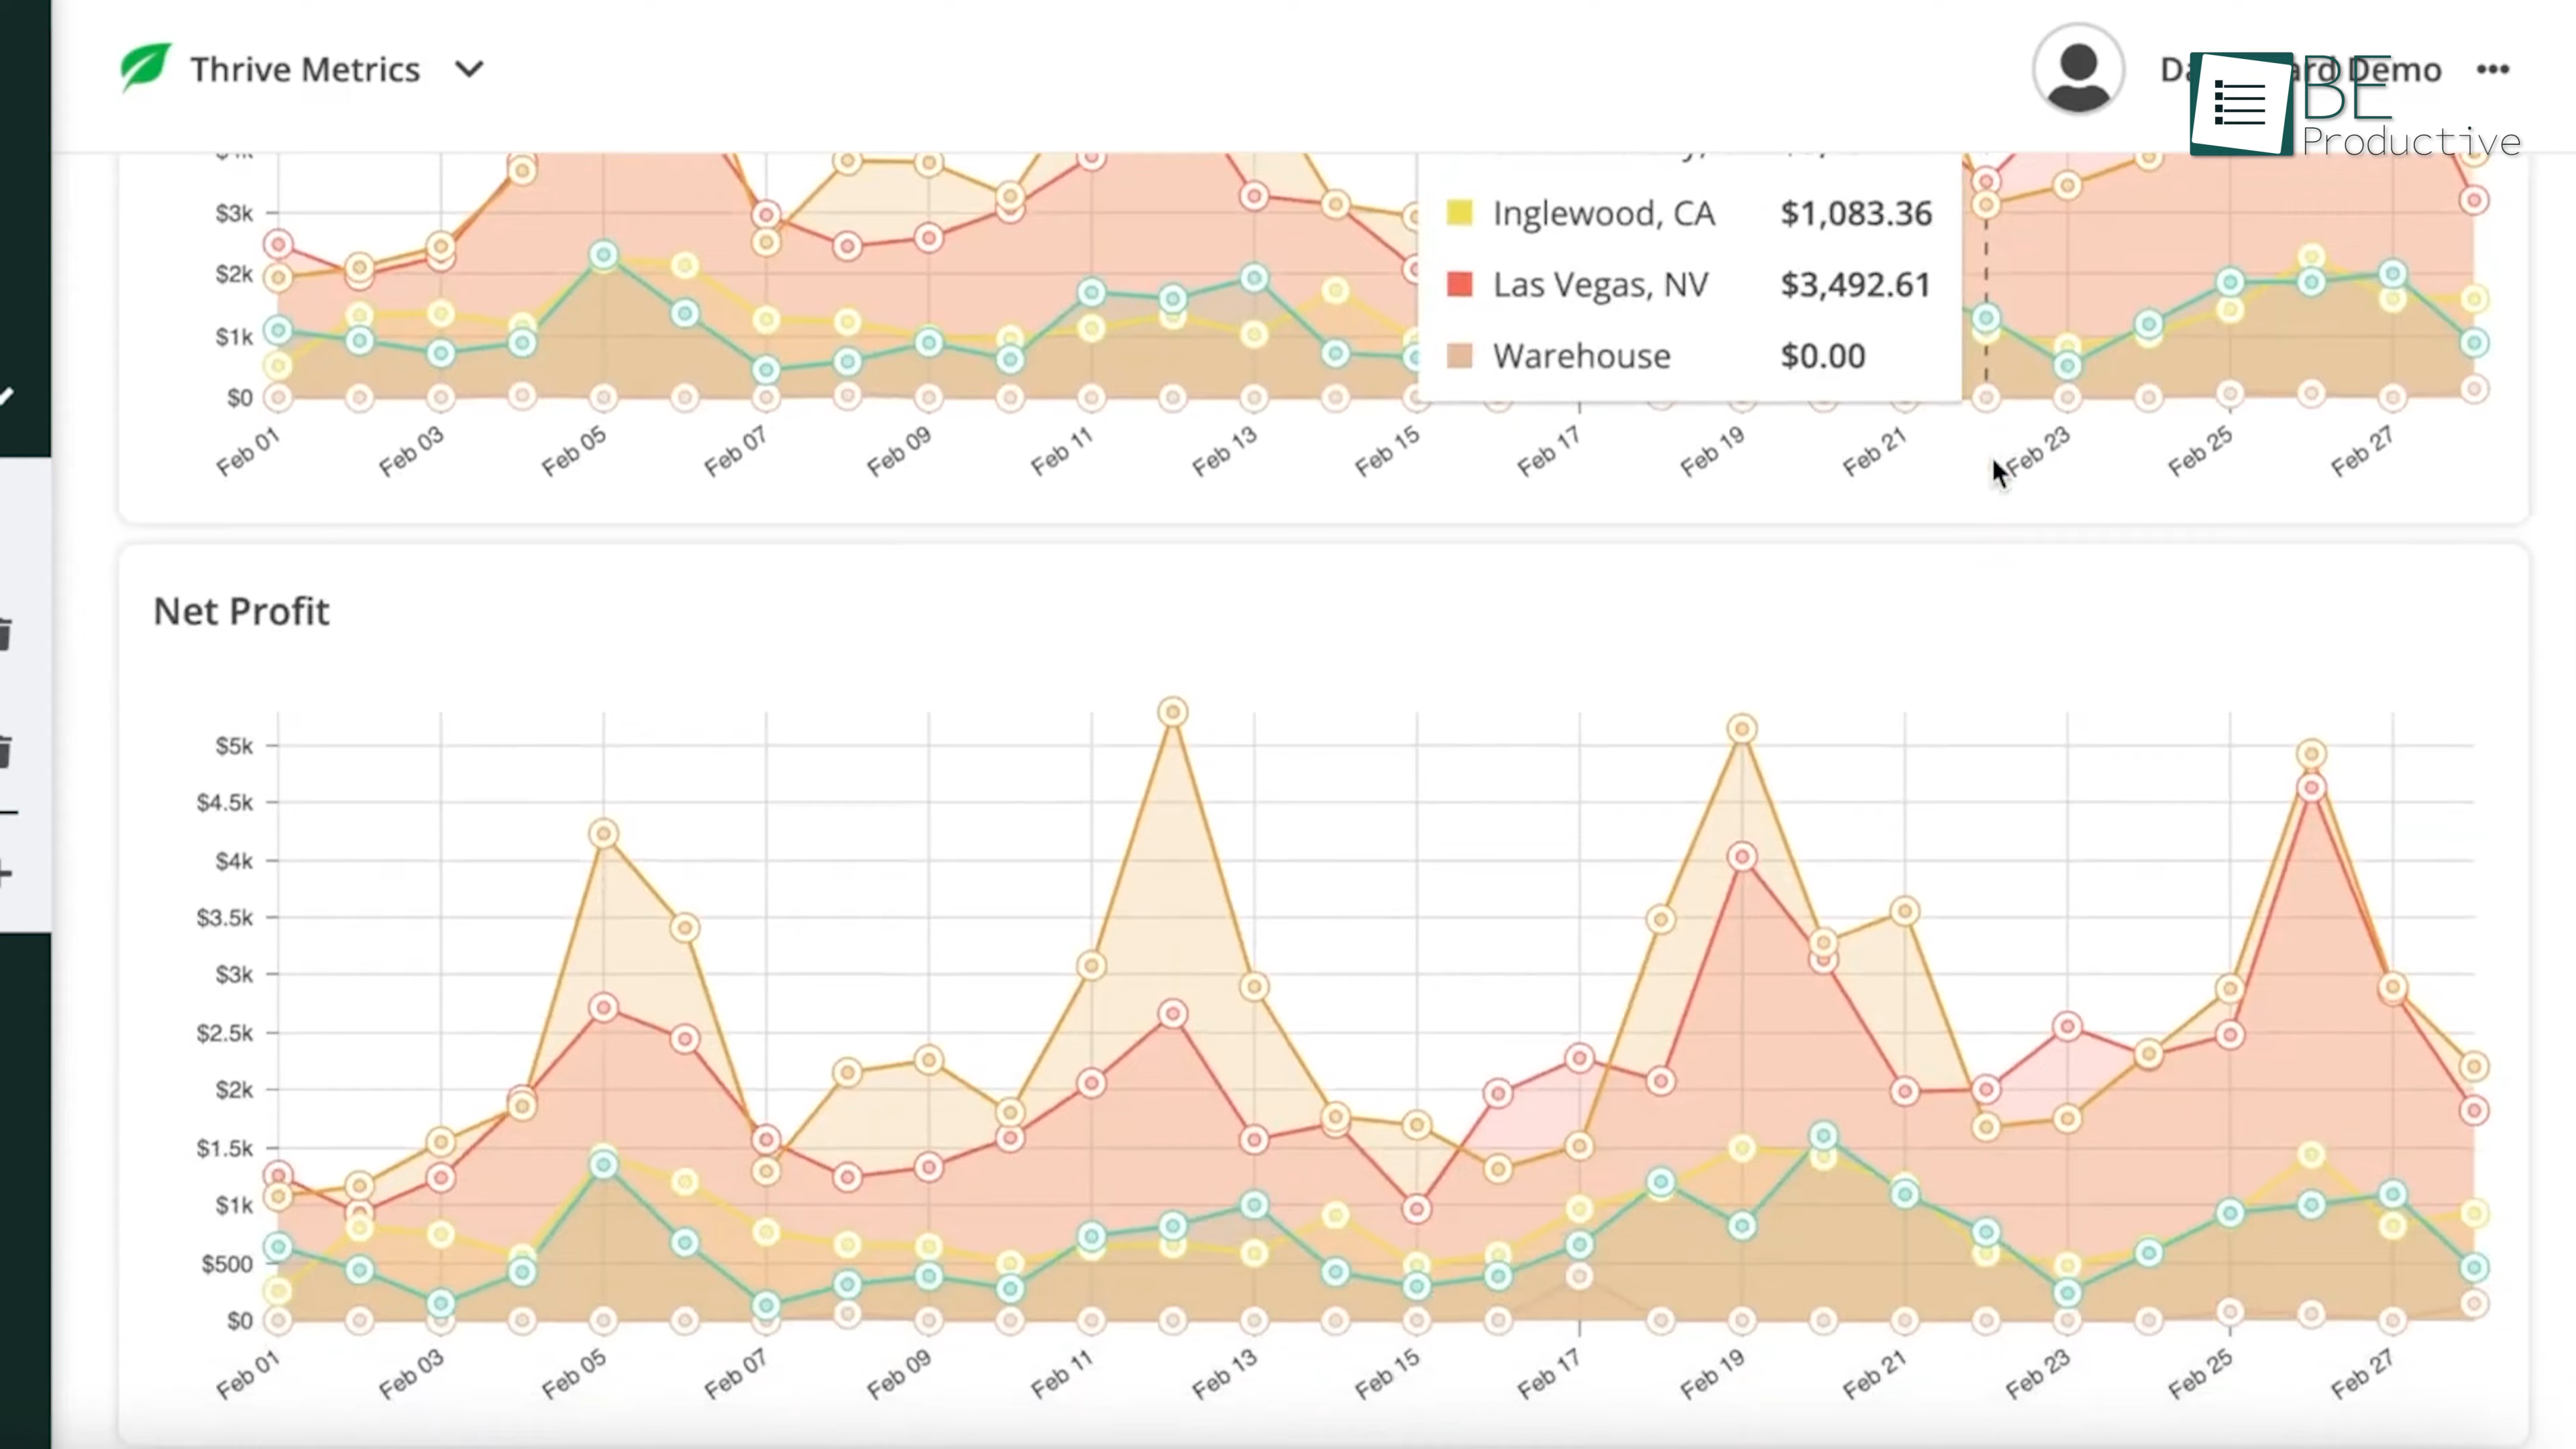 Thrive Metrics
Demo
BE
Productive
Inglewood, CA $1,083.36
Las Vegas, NV $3,492.61
Warehouse $0.00
$3k
$2k
$1k
$0
Feb 01 Feb 03 Feb 05 Feb 07 Feb 09 Feb 11 Feb 13 Feb 15 Feb 17 Feb 19 Feb 21 Feb 23 Feb 25 Feb 27
Net Profit
$5k
$4.5k
$4k
$3.5k
$3k
$2.5k
$2k
$1.5k
$1k
$500
$0
Feb 01 Feb 03 Feb 05 Feb 07 Feb 09 Feb 11 Feb 13 Feb 15 Feb 17 Feb 19 Feb 21 Feb 23 Feb 25 Feb 27